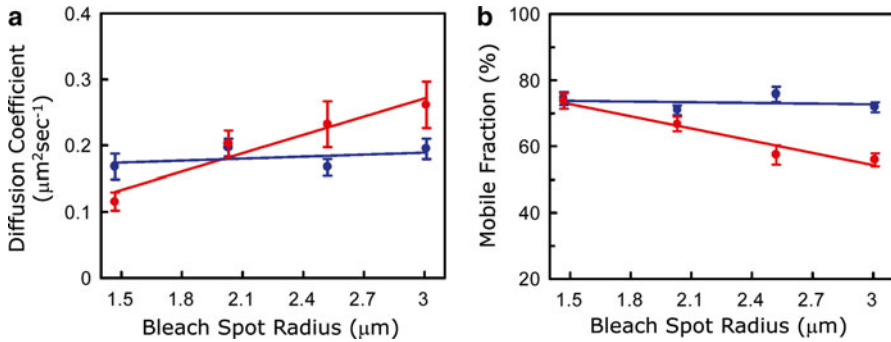 a
Diffusion Coefficient
(μm²sec⁻¹)
0.4
0.3
0.2
0.1
0
1.5 1.8 2.1 2.4 2.7 3
Bleach Spot Radius (μm)
b
Mobile Fraction (%)
100
80
60
40
20
1.5 1.8 2.1 2.4 2.7 3
Bleach Spot Radius (μm)